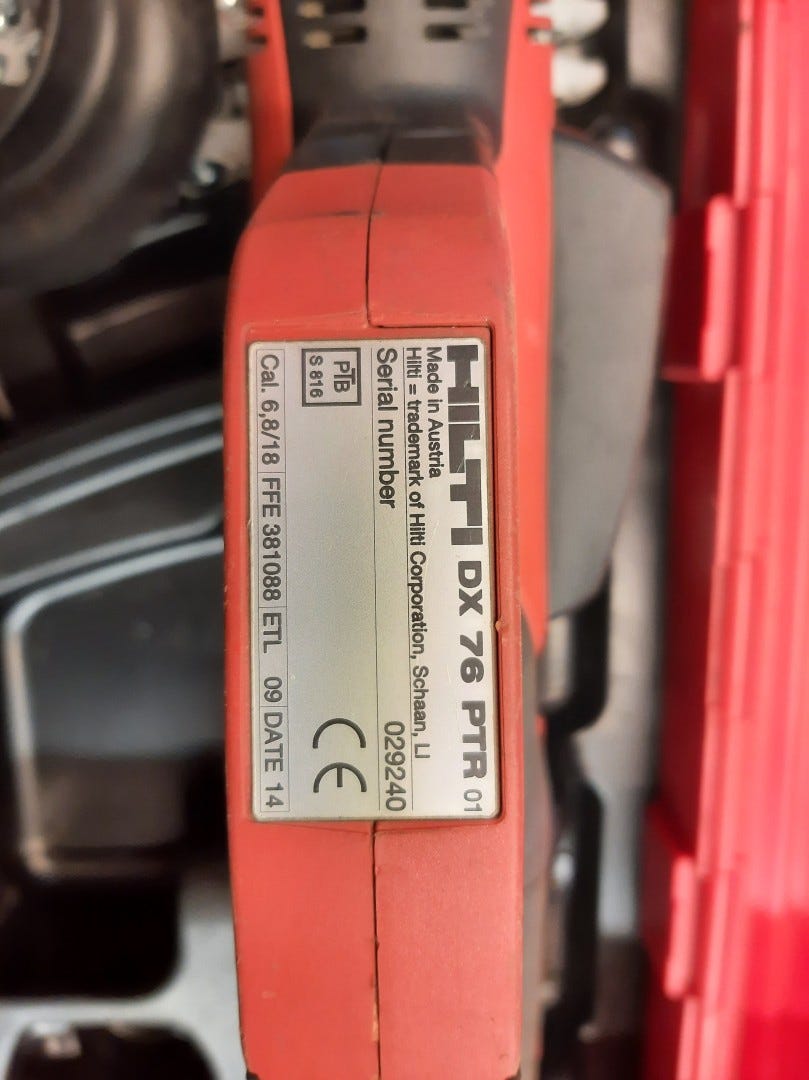 HILTI DX 76 PTR 01
Made in Austria
Hilti = trademark of Hilti Corporation, Schaan, LI
Serial number 029240
PTB
S 816
CE
Cal. 6,8/18 FFE 381088 ETL 09 DATE 14